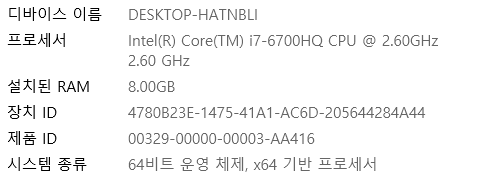 디바이스 이름 DESKTOP-HATNBLI
프로세서 Intel(R) Core(TM) i7-6700HQ CPU @ 2.60GHz
2.60 GHz
설치된 RAM 8.00GB
장치 ID 4780B23E-1475-41A1-AC6D-205644284A44
제품 ID 00329-00000-00003-AA416
시스템 종류 64비트 운영 체제, x64 기반 프로세서